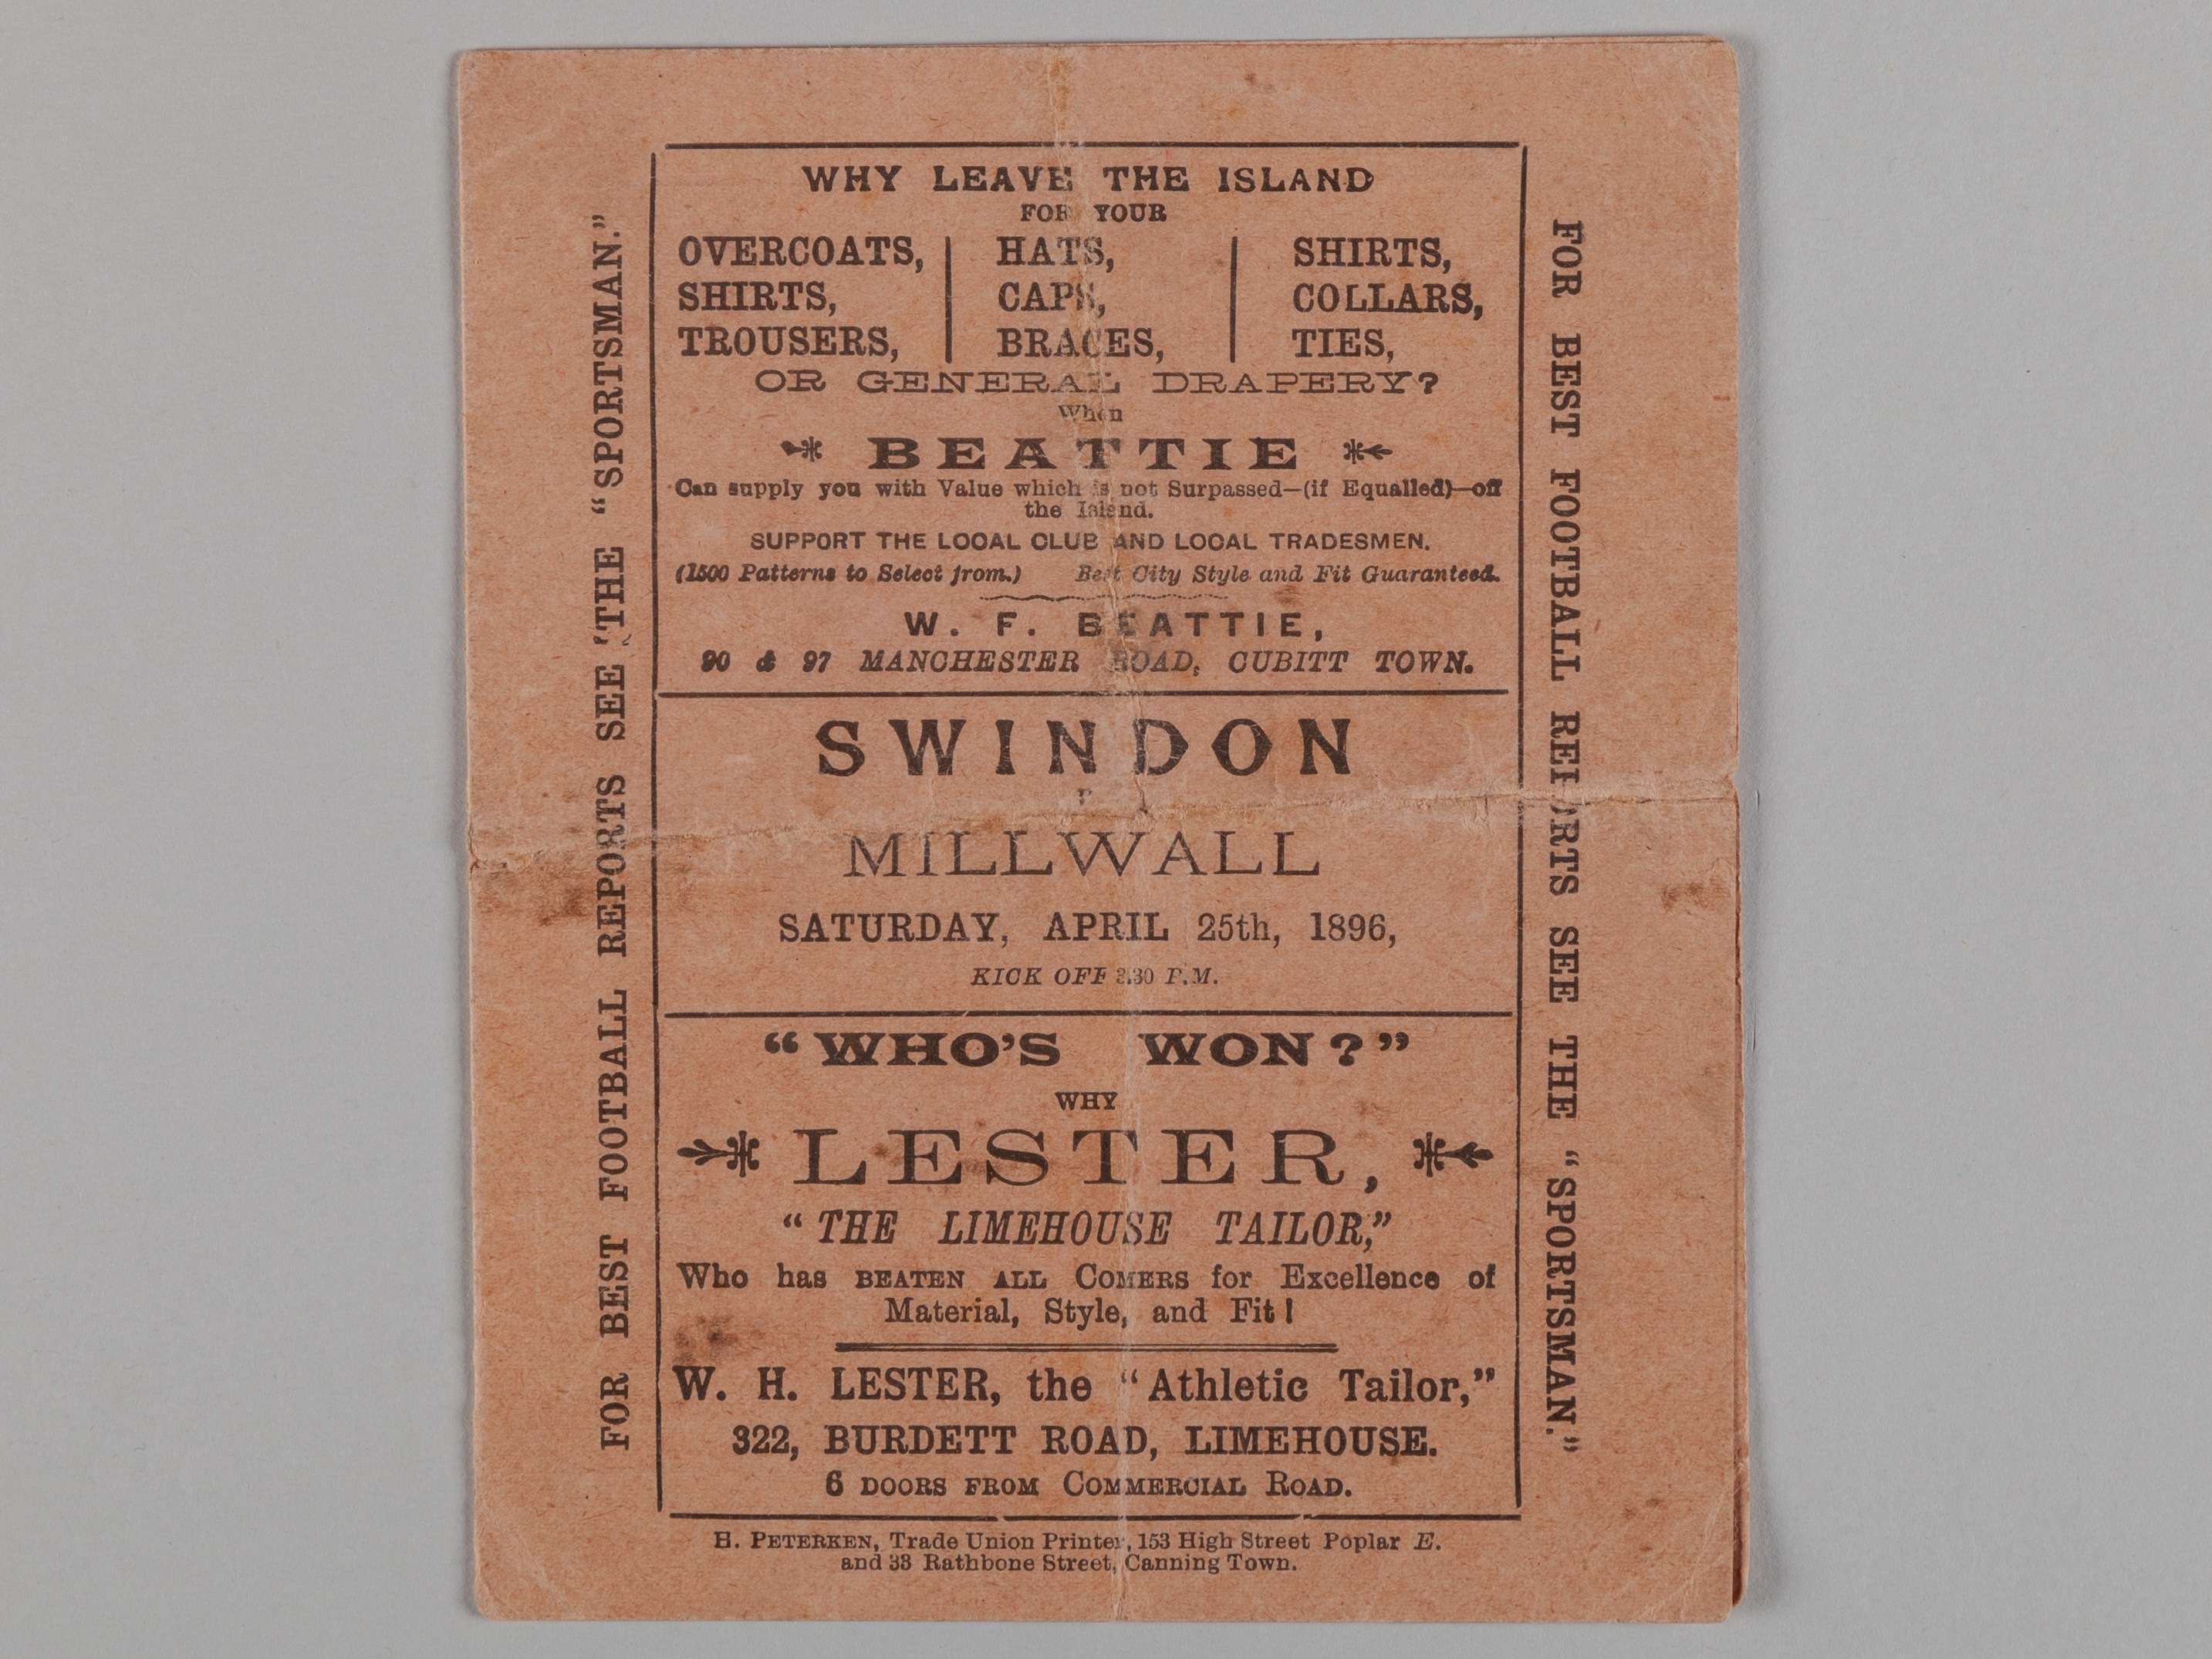 WHY LEAVE THE ISLAND
FOR YOUR
OVERCOATS, HATS, SHIRTS,
SHIRTS, CAPS, COLLARS,
TROUSERS, BRACES, TIES,
OR GENERAL DRAPERY?
When
BEATTIE
Can supply you with Value which is not Surpassed—(if Equalled)—off
the Island.
SUPPORT THE LOCAL CLUB AND LOCAL TRADESMEN.
(1500 Patterns to Select from.) Best City Style and Fit Guaranteed.
W. F. BEATTIE,
90 & 97 MANCHESTER ROAD, CUBITT TOWN.
SWINDON
MILLWALL
SATURDAY, APRIL 25th, 1896,
KICK OFF 3.30 P.M.
"WHO'S WON?"
WHY
LESTER,
"THE LIMEHOUSE TAILOR,"
Who has BEATEN ALL COMERS for Excellence of
Material, Style, and Fit!
W. H. LESTER, the "Athletic Tailor,"
322, BURDETT ROAD, LIMEHOUSE.
6 DOORS FROM COMMERCIAL ROAD.
H. PETERKEN, Trade Union Printer, 153 High Street Poplar E.
and 33 Rathbone Street, Canning Town.
FOR BEST FOOTBALL REPORTS SEE THE "SPORTSMAN."
FOR BEST FOOTBALL REPORTS SEE THE "SPORTSMAN."